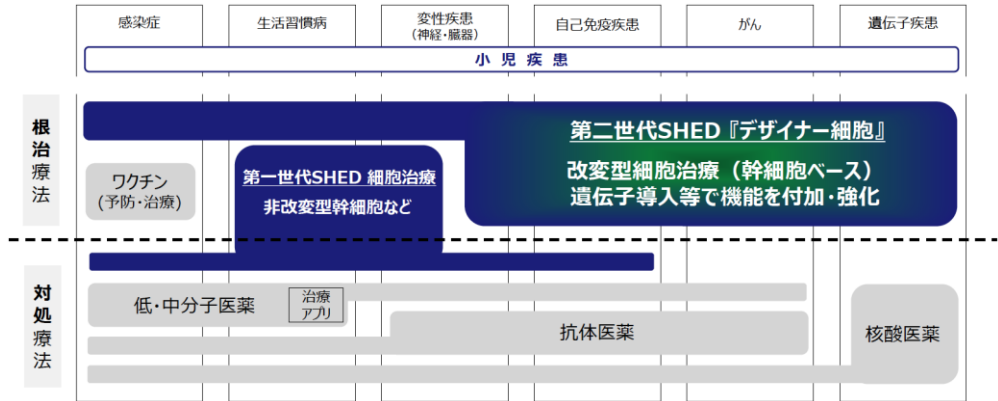 感染症
生活習慣病
変性疾患
(神経・臓器)
自己免疫疾患
がん
遺伝子疾患
小児疾患
根治療法
ワクチン
(予防・治療)
第一世代SHED 細胞治療
非改変型幹細胞など
第二世代SHED『デザイナー細胞』
改変型細胞治療（幹細胞ベース）
遺伝子導入等で機能を付加・強化
対処療法
低・中分子医薬
治療
アプリ
抗体医薬
核酸医薬